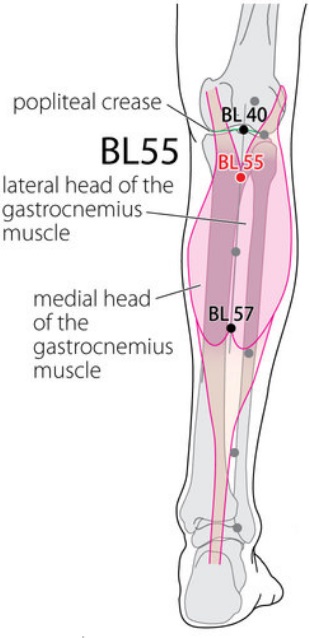 popliteal crease
BL 40
BL55
BL 55
lateral head of the
gastrocnemius
muscle
medial head
of the
gastrocnemius
muscle
BL 57